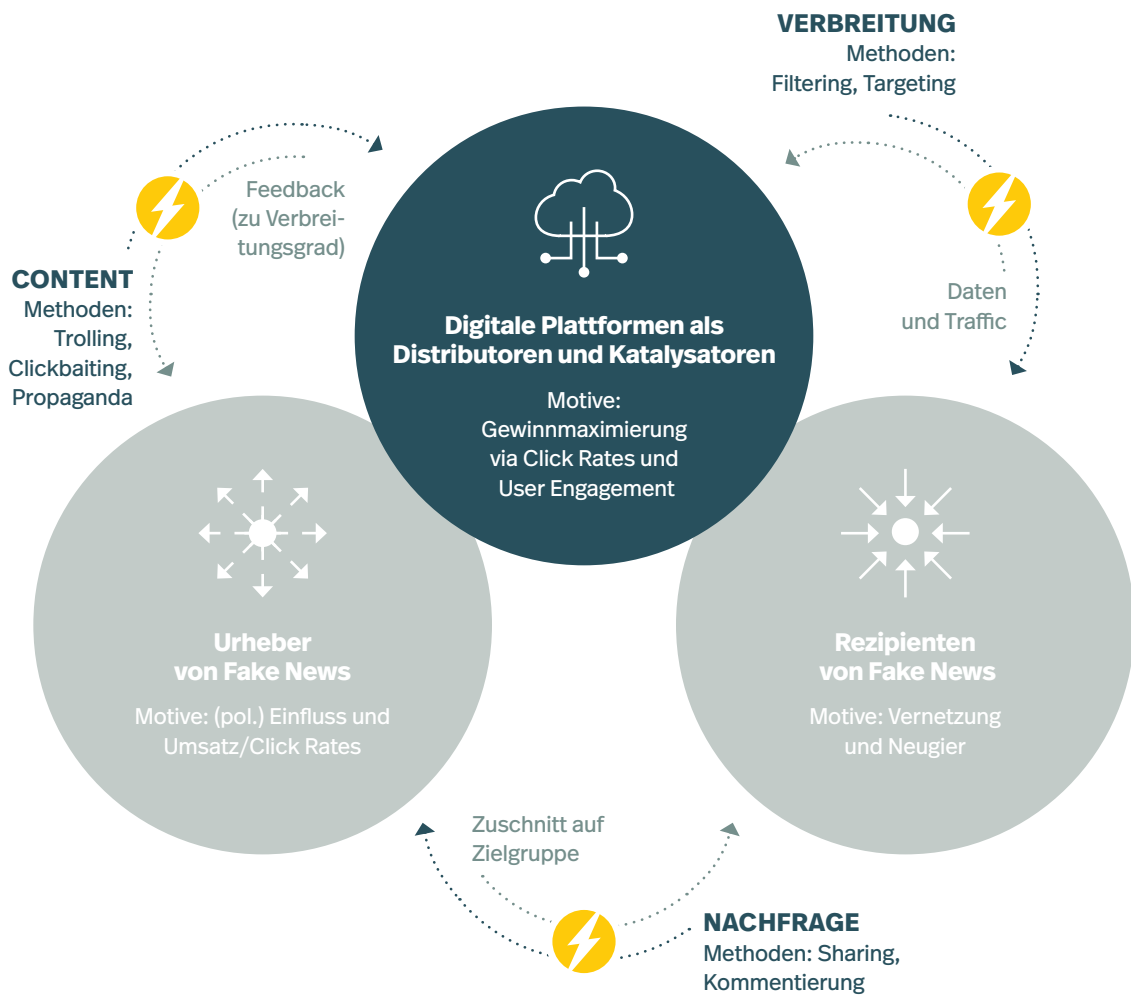 VERBREITUNG
Methoden:
Filtering, Targeting
Feedback
(zu Verbrei-
tungsgrad)
CONTENT
Methoden:
Trolling,
Clickbaiting,
Propaganda
Daten
und Traffic
Digitale Plattformen als
Distributoren und Katalysatoren
Motive:
Gewinnmaximierung
via Click Rates und
User Engagement
Urheber
von Fake News
Motive: (pol.) Einfluss und
Umsatz/Click Rates
Rezipienten
von Fake News
Motive: Vernetzung
und Neugier
Zuschnitt auf
Zielgruppe
NACHFRAGE
Methoden: Sharing,
Kommentierung